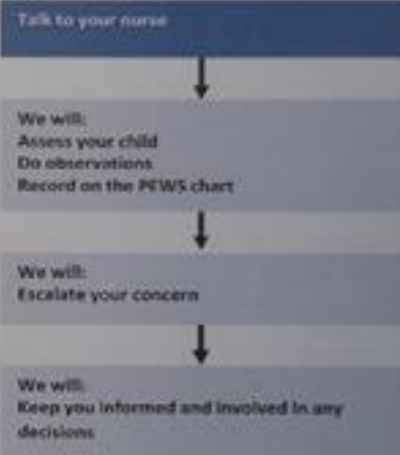 Talk to your nurse
We will:
Assess your child
Do observations
Record on the PEWS chart
We will:
Escalate your concern
We will:
Keep you informed and involved in any
decisions